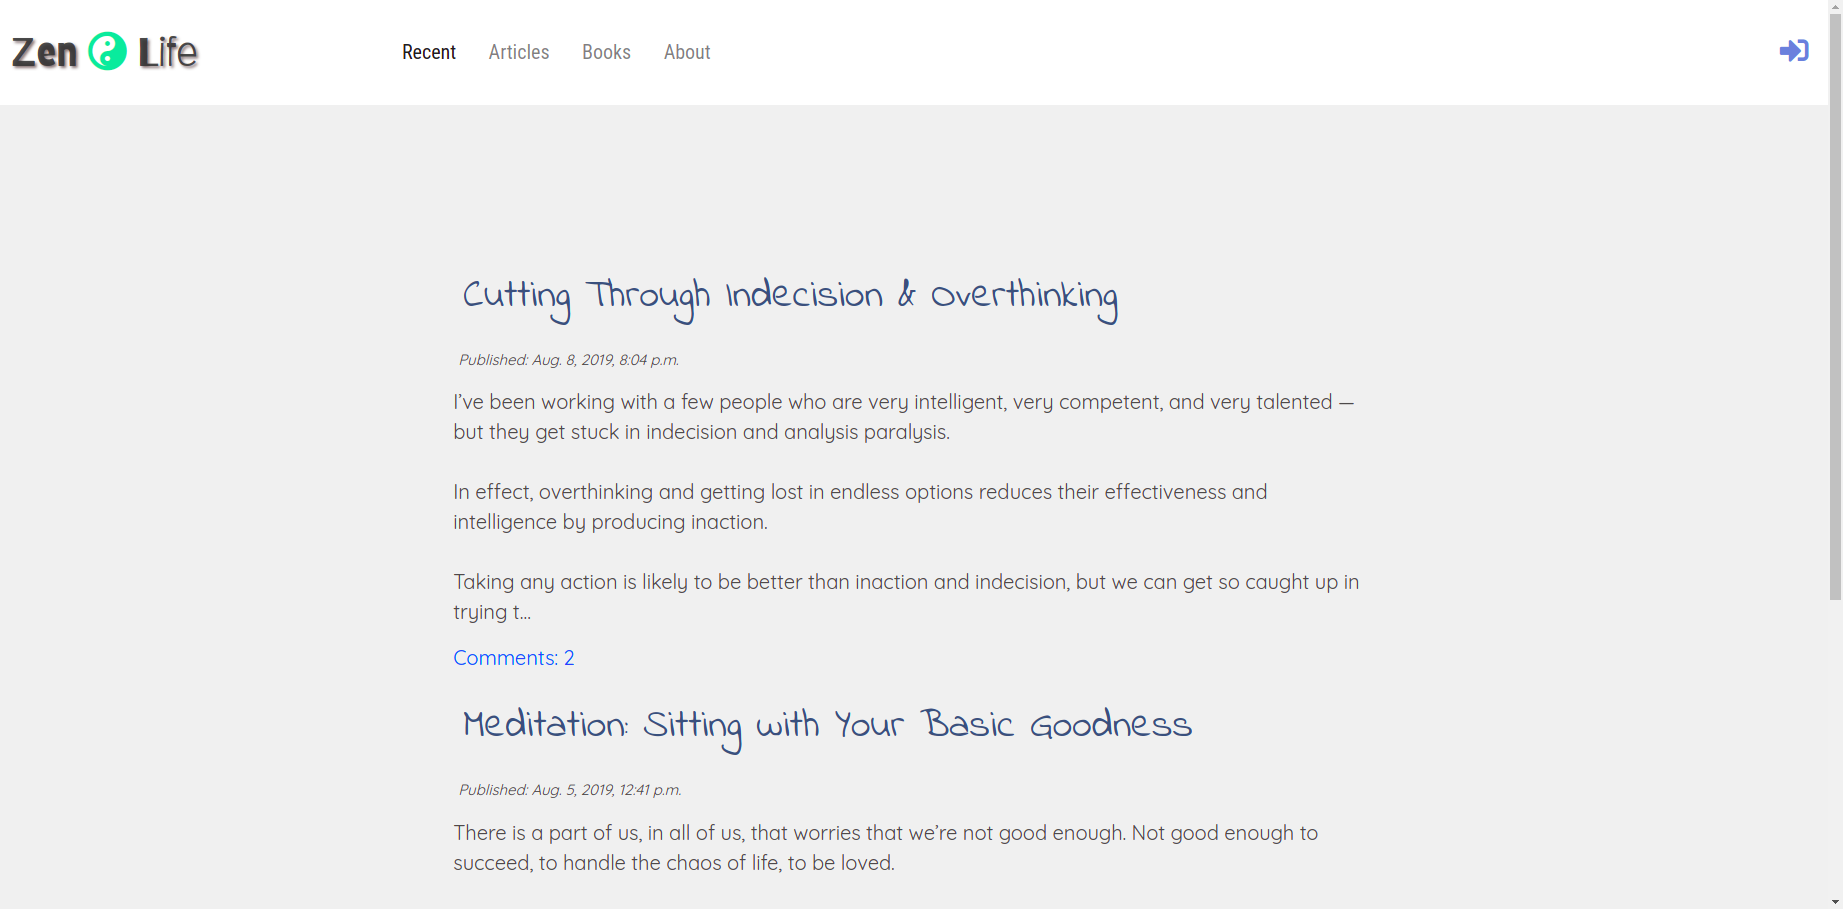 Zen Life
Recent Articles Books About
Cutting Through Indecision & Overthinking
Published: Aug. 8, 2019, 8:04 p.m.
I’ve been working with a few people who are very intelligent, very competent, and very talented —
but they get stuck in indecision and analysis paralysis.
In effect, overthinking and getting lost in endless options reduces their effectiveness and
intelligence by producing inaction.
Taking any action is likely to be better than inaction and indecision, but we can get so caught up in
trying t...
Comments: 2
Meditation: Sitting with Your Basic Goodness
Published: Aug. 5, 2019, 12:41 p.m.
There is a part of us, in all of us, that worries that we’re not good enough. Not good enough to
succeed, to handle the chaos of life, to be loved.